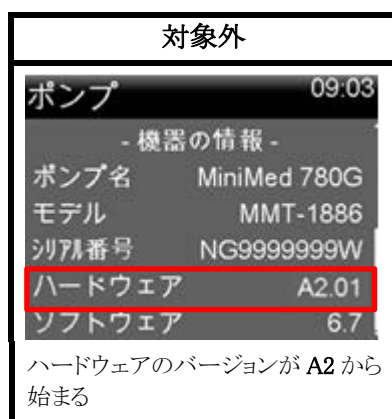 対象外
ポンプ 09:03
- 機器の情報 -
ポンプ名 MiniMed 780G
モデル MMT-1886
シリアル番号 NG9999999W
ハードウェア A2.01
ソフトウェア 6.7
ハードウェアのバージョンが A2 から
始まる